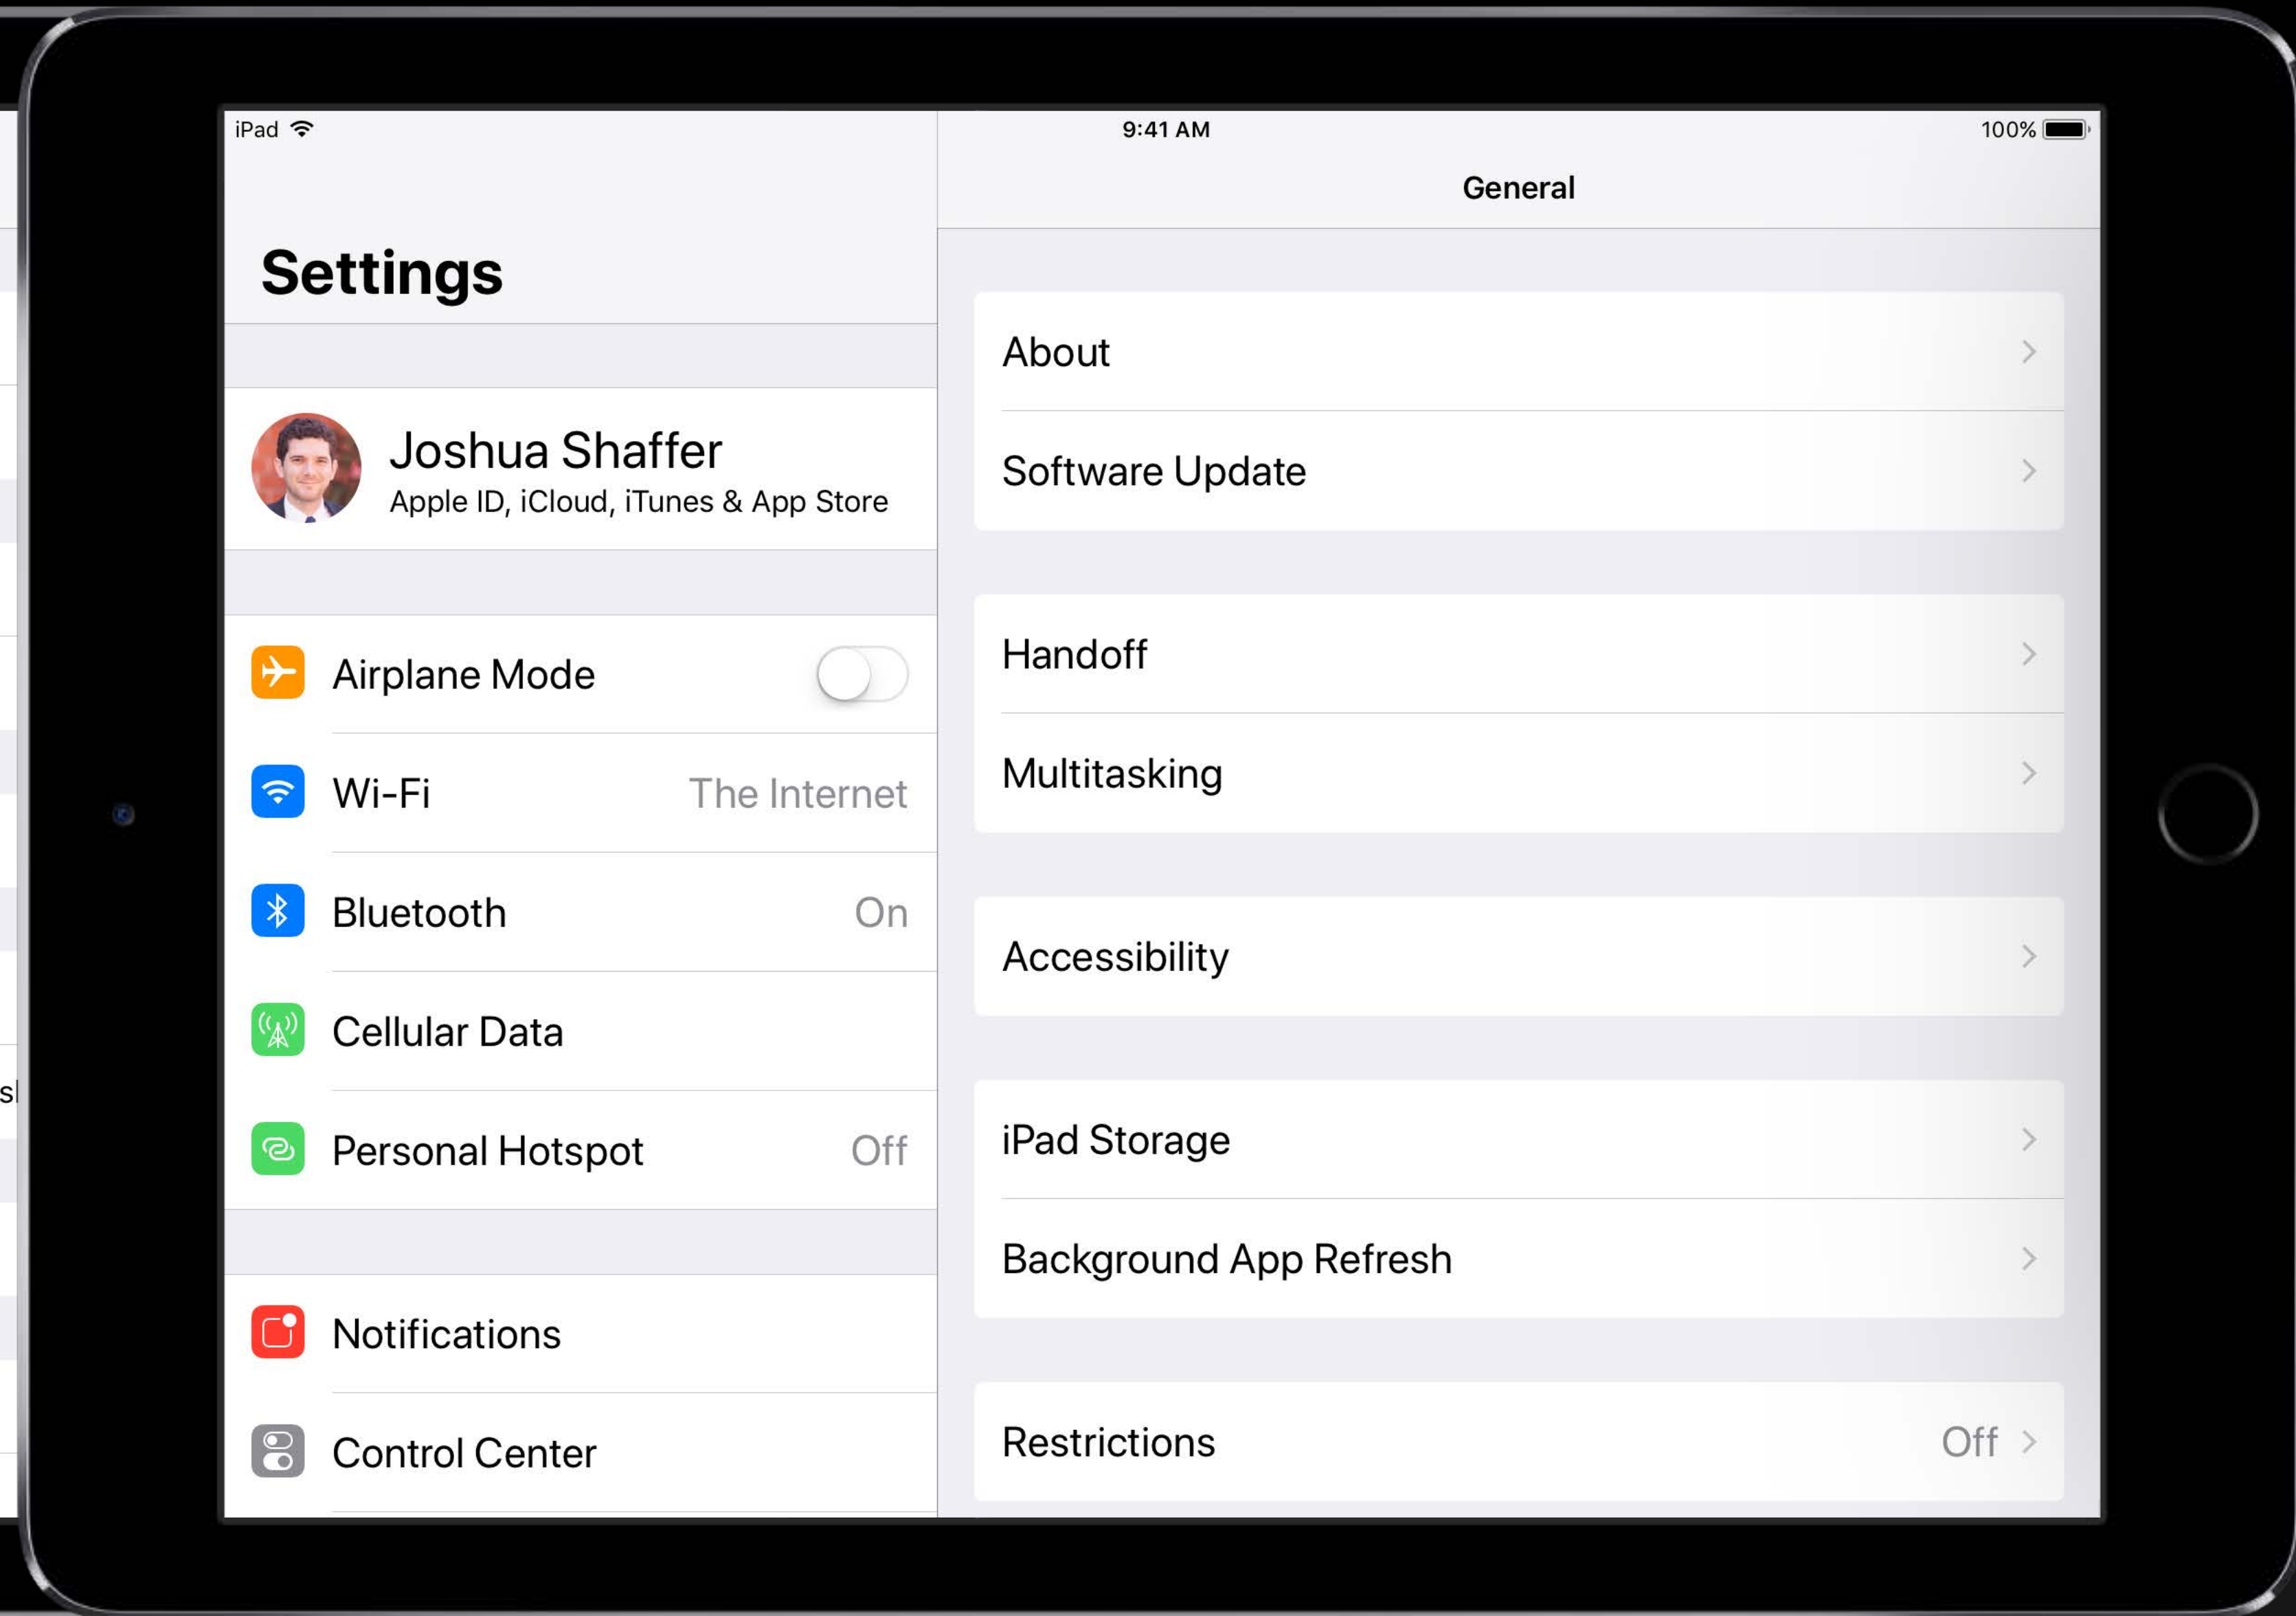 iPad
9:41 AM
100%
Settings
General
Joshua Shaffer
Apple ID, iCloud, iTunes & App Store
Airplane Mode
Wi-Fi The Internet
Bluetooth On
Cellular Data
Personal Hotspot Off
Notifications
Control Center
About
Software Update
Handoff
Multitasking
Accessibility
iPad Storage
Background App Refresh
Restrictions Off